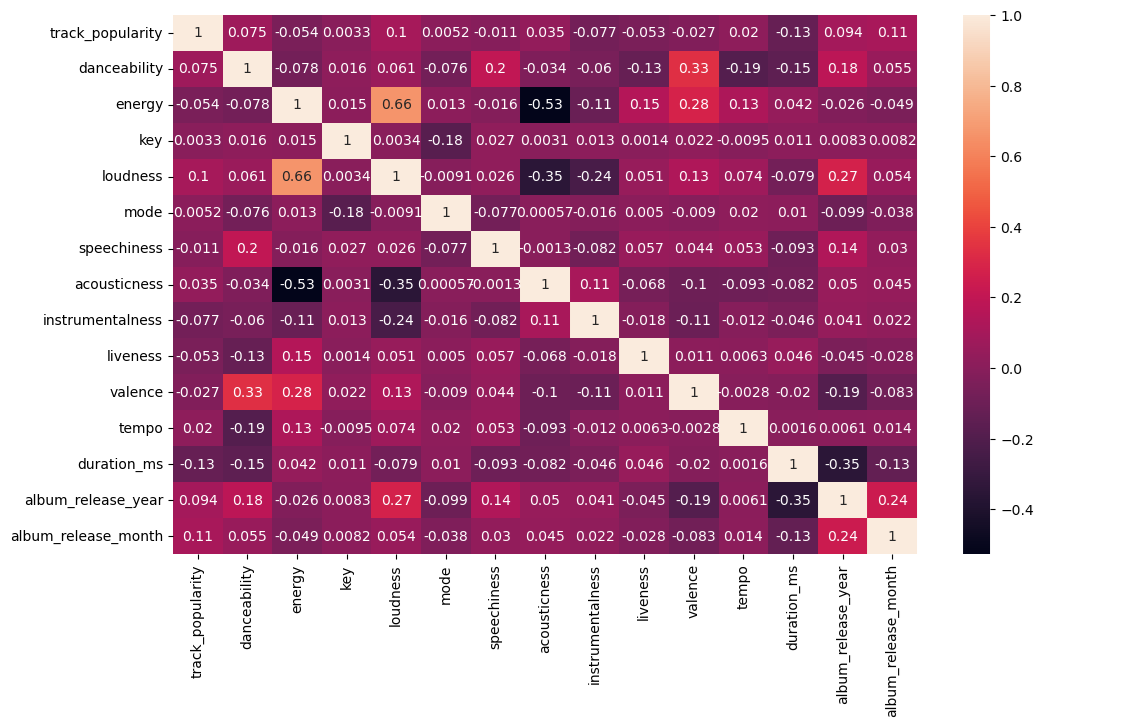 track_popularity 1 0.075 -0.054 0.0033 0.1 0.0052 -0.011 0.035 -0.077 -0.053 -0.027 0.02 -0.13 0.094 0.11
danceability 0.075 1 -0.078 0.016 0.061 -0.076 0.2 -0.034 -0.06 -0.13 0.33 -0.19 -0.15 0.18 0.055
energy -0.054 -0.078 1 0.015 0.66 0.013 -0.016 -0.53 -0.11 0.15 0.28 0.13 0.042 -0.026 -0.049
key 0.0033 0.016 0.015 1 0.0034 -0.18 0.027 0.0031 0.013 0.0014 0.022 -0.0095 0.011 0.0083 0.0082
loudness 0.1 0.061 0.66 0.0034 1 -0.0091 0.026 -0.35 -0.24 0.051 0.13 0.074 -0.079 0.27 0.054
mode 0.0052 -0.076 0.013 -0.18 -0.0091 1 -0.077 0.00057 -0.016 0.005 -0.009 0.02 0.01 -0.099 -0.038
speechiness -0.011 0.2 -0.016 0.027 0.026 -0.077 1 -0.0013 -0.082 0.057 0.044 0.053 -0.093 0.14 0.03
acousticness 0.035 -0.034 -0.53 0.0031 -0.35 0.00057 -0.0013 1 0.11 -0.068 -0.1 -0.093 -0.082 0.05 0.045
instrumentalness -0.077 -0.06 -0.11 0.013 -0.24 -0.016 -0.082 0.11 1 -0.018 -0.11 -0.012 -0.046 0.041 0.022
liveness -0.053 -0.13 0.15 0.0014 0.051 0.005 0.057 -0.068 -0.018 1 0.011 0.0063 0.046 -0.045 -0.028
valence -0.027 0.33 0.28 0.022 0.13 -0.009 0.044 -0.1 -0.11 0.011 1 -0.0028 -0.02 -0.19 -0.083
tempo 0.02 -0.19 0.13 -0.0095 0.074 0.02 0.053 -0.093 -0.012 0.0063 -0.0028 1 0.0016 0.0061 0.014
duration_ms -0.13 -0.15 0.042 0.011 -0.079 0.01 -0.093 -0.082 -0.046 0.046 -0.02 0.0016 1 -0.35 -0.13
album_release_year 0.094 0.18 -0.026 0.0083 0.27 -0.099 0.14 0.05 0.041 -0.045 -0.19 0.0061 -0.35 1 0.24
album_release_month 0.11 0.055 -0.049 0.0082 0.054 -0.038 0.03 0.045 0.022 -0.028 -0.083 0.014 -0.13 0.24 1
track_popularity
danceability
energy
key
loudness
mode
speechiness
acousticness
instrumentalness
liveness
valence
tempo
duration_ms
album_release_year
album_release_month
1.0
0.8
0.6
0.4
0.2
0.0
−0.2
−0.4